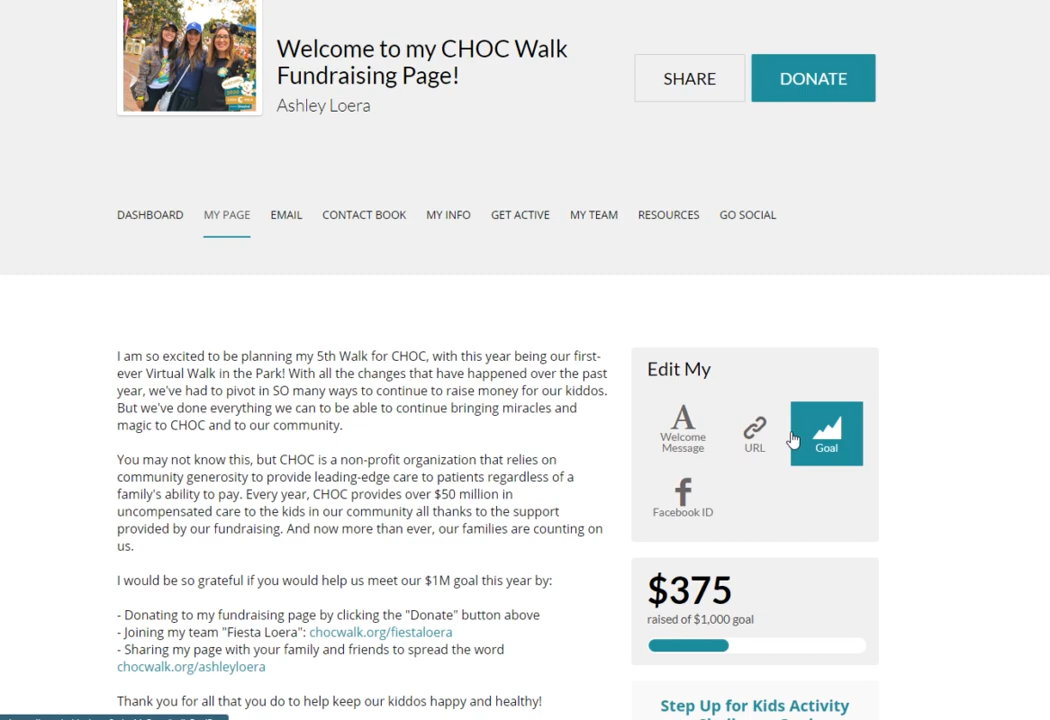 Welcome to my CHOC Walk
Fundraising Page!
Ashley Loera
SHARE
DONATE
DASHBOARD
MY PAGE
EMAIL
CONTACT BOOK
MY INFO
GET ACTIVE
MY TEAM
RESOURCES
GO SOCIAL
I am so excited to be planning my 5th Walk for CHOC, with this year being our first-
ever Virtual Walk in the Park! With all the changes that have happened over the past
year, we've had to pivot in SO many ways to continue to raise money for our kiddos.
But we've done everything we can to be able to continue bringing miracles and
magic to CHOC and to our community.
You may not know this, but CHOC is a non-profit organization that relies on
community generosity to provide leading-edge care to patients regardless of a
family's ability to pay. Every year, CHOC provides over $50 million in
uncompensated care to the kids in our community all thanks to the support
provided by our fundraising. And now more than ever, our families are counting on
us.
I would be so grateful if you would help us meet our $1M goal this year by:
- Donating to my fundraising page by clicking the "Donate" button above
- Joining my team "Fiesta Loera": chocwalk.org/fiestaloera
- Sharing my page with your family and friends to spread the word
chocwalk.org/ashleyloera
Thank you for all that you do to help keep our kiddos happy and healthy!
Edit My
Welcome
Message
URL
Goal
Facebook ID
$375
raised of $1,000 goal
Step Up for Kids Activity